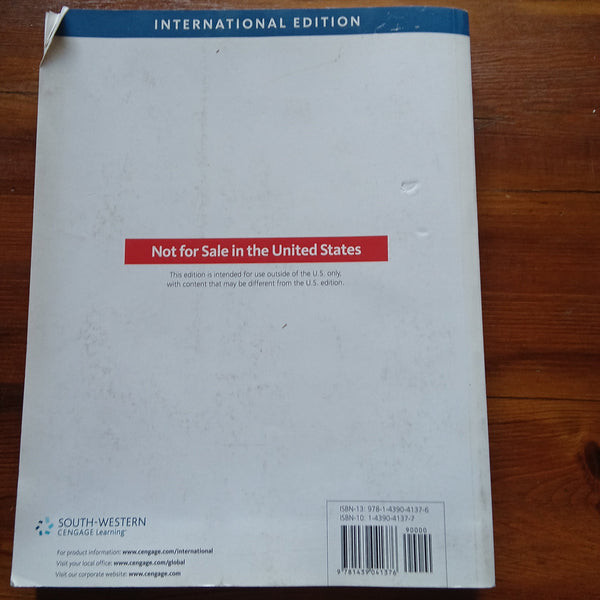 INTERNATIONAL EDITION
Not for Sale in the United States
This edition is intended for use outside of the U.S. only,
with content that may be different from the U.S. edition.
ISBN-13: 978-1-4390-4137-6
ISBN-10: 1-4390-4137-7
90000
9 781439 041376
SOUTH-WESTERN
CENGAGE Learning™
For product information: www.cengage.com/international
Visit your local office: www.cengage.com/global
Visit our corporate website: www.cengage.com